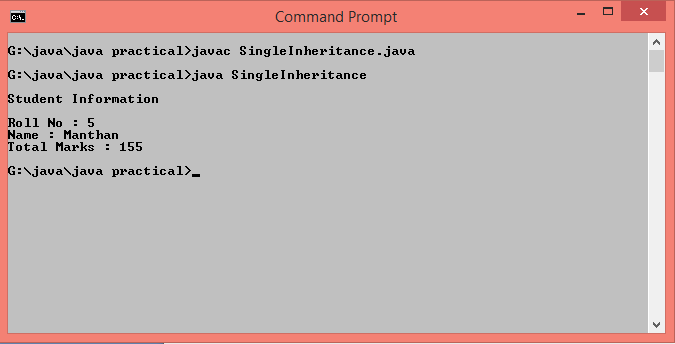 Command Prompt
G:\java\java practical>javac SingleInheritance.java
G:\java\java practical>java SingleInheritance
Student Information
Roll No : 5
Name : Manthan
Total Marks : 155
G:\java\java practical>